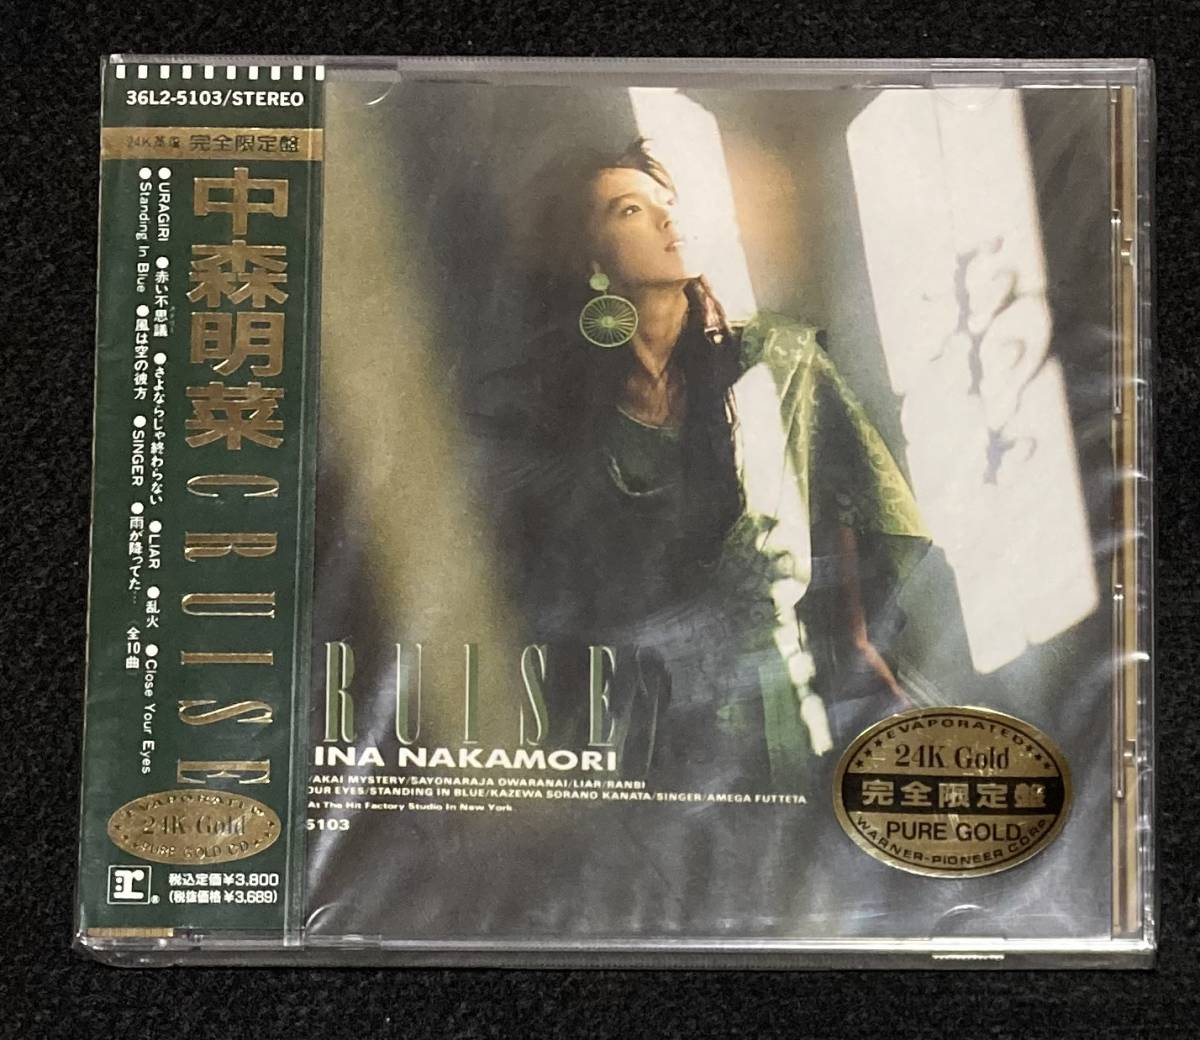 36L2-5103/STEREO
24K蒸着 完全限定盤
中森明菜 CRUISE
●URAGIRI ●赤い不思議 ●さよならじゃ終わらない ●LIAR ●乱火 ●Close Your Eyes
●Standing In Blue ●風は空の彼方 ●SINGER ●雨が降ってた… 〈全10曲〉
EVAPORATED
24K Gold
PURE GOLD CD
税込定価¥3,800
(税抜価格¥3,689)
RUISE
INA NAKAMORI
/AKAI MYSTERY/SAYONARAJA OWARANAI/LIAR/RANBI
OUR EYES/STANDING IN BLUE/KAZEWA SORANO KANATA/SINGER/AMEGA FUTTETA
At The Hit Factory Studio In New York
5103
EVAPORATED
24K Gold
完全限定盤
PURE GOLD
WARNER-PIONEER CORP.